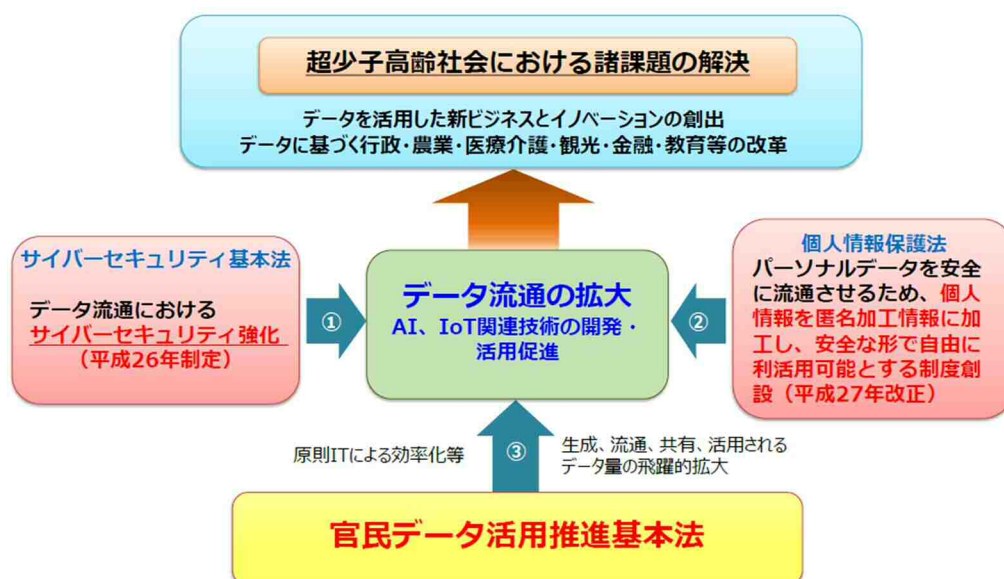 超少子高齢社会における諸課題の解決
データを活用した新ビジネスとイノベーションの創出
データに基づく行政・農業・医療介護・観光・金融・教育等の改革
サイバーセキュリティ基本法
データ流通における
サイバーセキュリティ強化
（平成26年制定）
①
データ流通の拡大
AI、IoT関連技術の開発・
活用促進
②
個人情報保護法
パーソナルデータを安全
に流通させるため、個人
情報を匿名加工情報に加
工し、安全な形で自由に
利活用可能とする制度創
設（平成27年改正）
原則ITによる効率化等
③
生成、流通、共有、活用される
データ量の飛躍的拡大
官民データ活用推進基本法